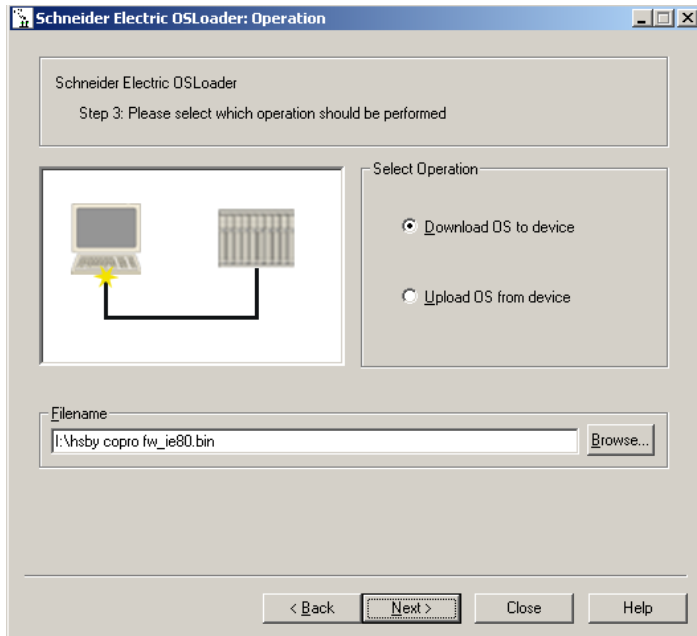 Schneider Electric OSLoader: Operation
Schneider Electric OSLoader
Step 3: Please select which operation should be performed
Select Operation
Download OS to device
Upload OS from device
Filename
I:\hsby copro fw_ie80.bin
Browse...
< Back
Next >
Close
Help